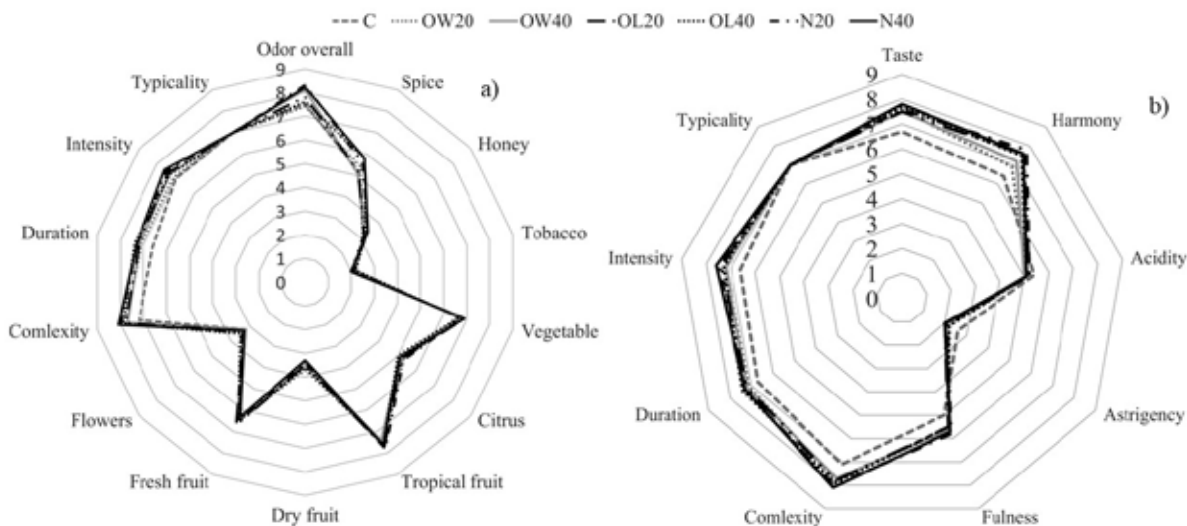 C OW20 OW40 OL20 OL40 N20 N40
a)
Odor overall
Spice
Honey
Tobacco
Vegetable
Citrus
Tropical fruit
Dry fruit
Fresh fruit
Flowers
Comlexity
Duration
Intensity
Typicality
9
8
7
6
5
4
3
2
1
0
b)
Taste
Harmony
Acidity
Astrigency
Fulness
Comlexity
Duration
Intensity
Typicality
9
8
7
6
5
4
3
2
1
0